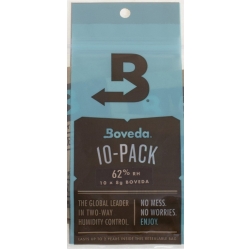 B
Boveda.
10-PACK
62% RH
10 x 8g BOVEDA
THE GLOBAL LEADER
IN TWO-WAY
HUMIDITY CONTROL.
NO MESS.
NO WORRIES.
ENJOY.